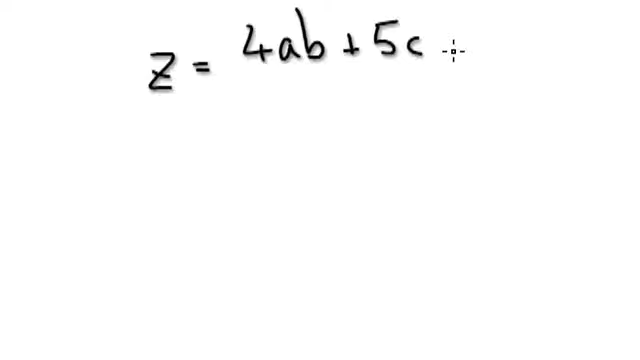 z = 4ab + 5c